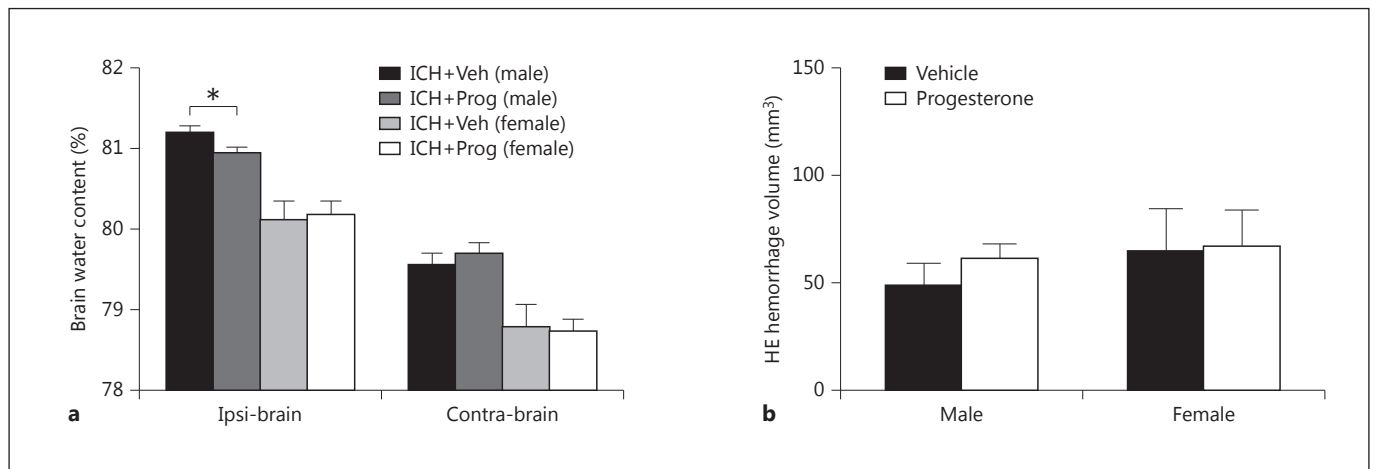 82
81
80
79
78
Brain water content (%)
*
ICH+Veh (male)
ICH+Prog (male)
ICH+Veh (female)
ICH+Prog (female)
Ipsi-brain
Contra-brain
a
150
100
50
0
HE hemorrhage volume (mm³)
Vehicle
Progesterone
Male
Female
b